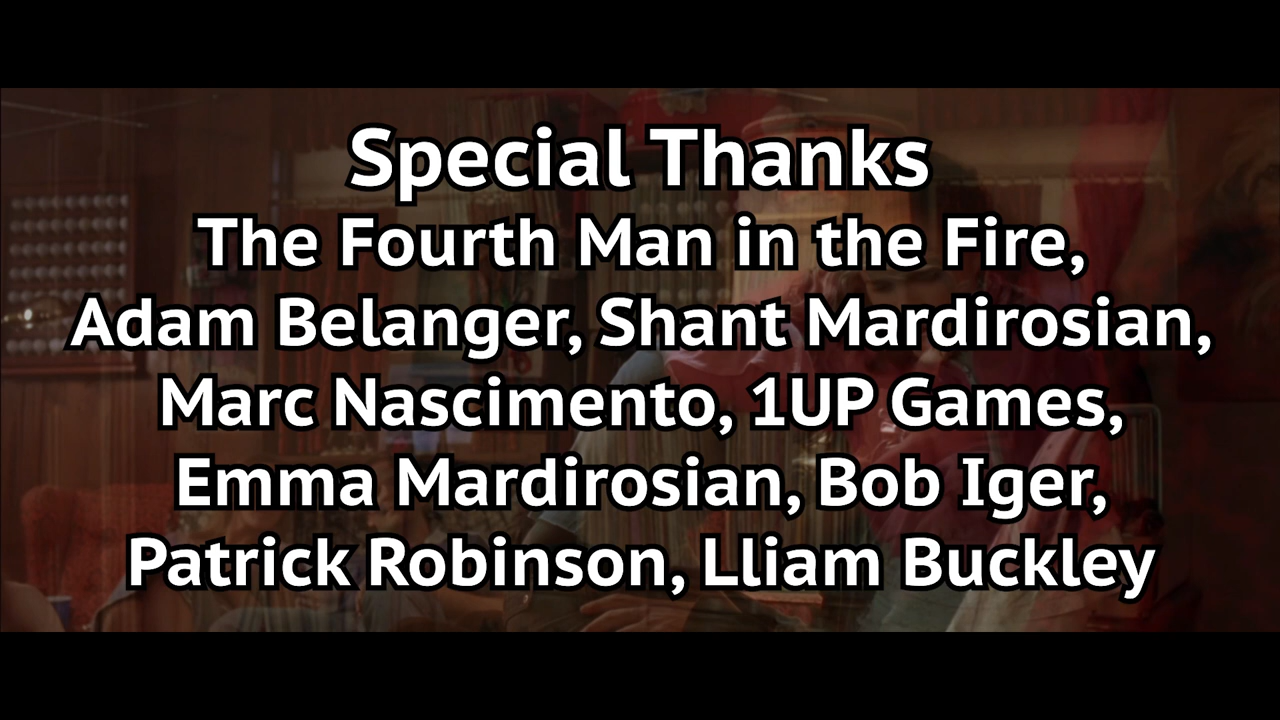 Special Thanks
The Fourth Man in the Fire,
Adam Belanger, Shant Mardirosian,
Marc Nascimento, 1UP Games,
Emma Mardirosian, Bob Iger,
Patrick Robinson, Lliam Buckley